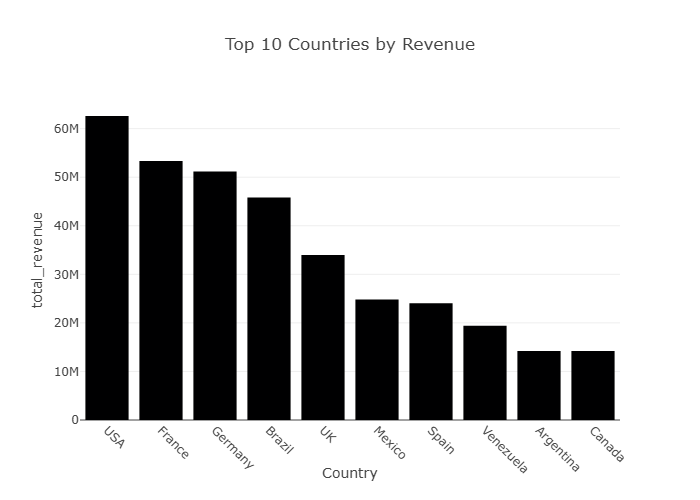 Top 10 Countries by Revenue
total_revenue
60M
50M
40M
30M
20M
10M
0
USA
France
Germany
Brazil
UK
Mexico
Spain
Venezuela
Argentina
Canada
Country